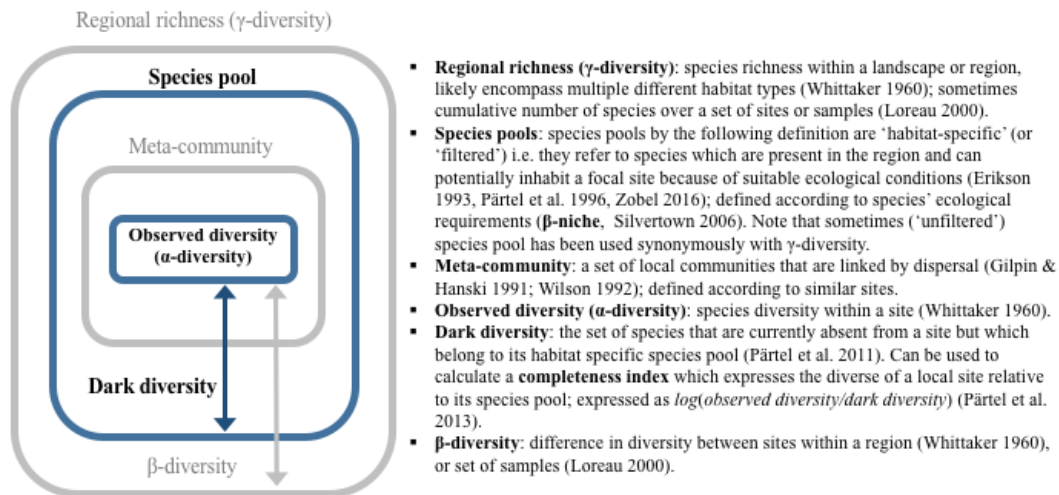 Regional richness (γ-diversity)
Species pool
Meta-community
Observed diversity
(α-diversity)
Dark diversity
β-diversity
▪ Regional richness (γ-diversity): species richness within a landscape or region,
likely encompass multiple different habitat types (Whittaker 1960); sometimes
cumulative number of species over a set of sites or samples (Loreau 2000).
▪ Species pools: species pools by the following definition are ‘habitat-specific’ (or
‘filtered’) i.e. they refer to species which are present in the region and can
potentially inhabit a focal site because of suitable ecological conditions (Erikson
1993, Pärtel et al. 1996, Zobel 2016); defined according to species’ ecological
requirements (β-niche, Silvertown 2006). Note that sometimes (‘unfiltered’)
species pool has been used synonymously with γ-diversity.
▪ Meta-community: a set of local communities that are linked by dispersal (Gilpin &
Hanski 1991; Wilson 1992); defined according to similar sites.
▪ Observed diversity (α-diversity): species diversity within a site (Whittaker 1960).
▪ Dark diversity: the set of species that are currently absent from a site but which
belong to its habitat specific species pool (Pärtel et al. 2011). Can be used to
calculate a completeness index which expresses the diverse of a local site relative
to its species pool; expressed as log(observed diversity/dark diversity) (Pärtel et al.
2013).
▪ β-diversity: difference in diversity between sites within a region (Whittaker 1960),
or set of samples (Loreau 2000).